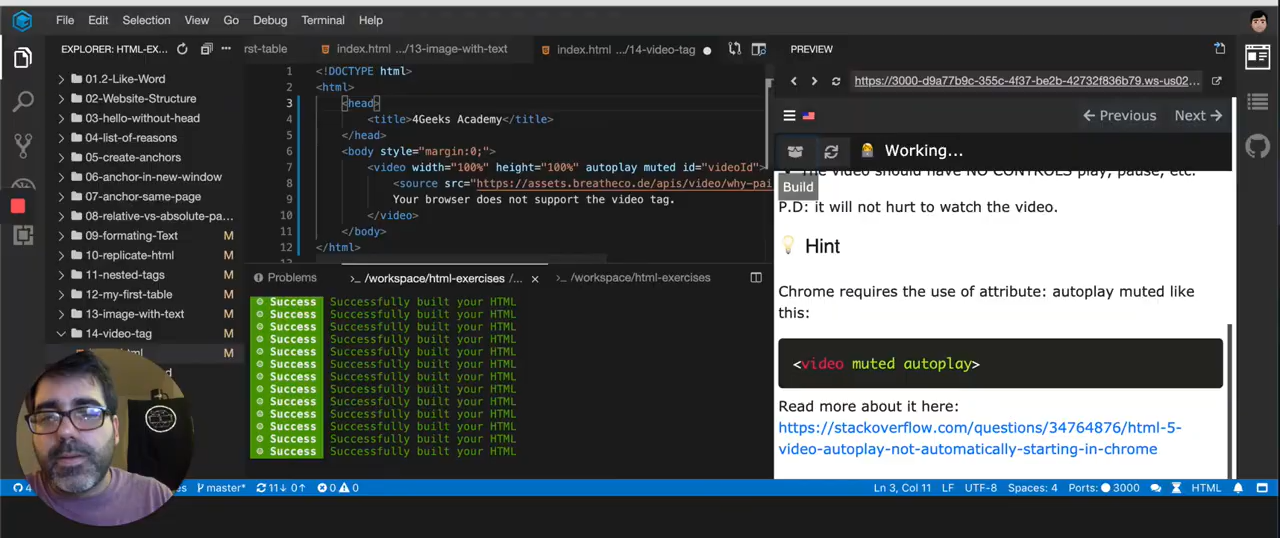 File Edit Selection View Go Debug Terminal Help
EXPLORER: HTML-EX...
01.2-Like-Word
02-Website-Structure
03-hello-without-head
04-list-of-reasons
05-create-anchors
06-anchor-in-new-window
07-anchor-same-page
08-relative-vs-absolute-pa... M
09-formating-Text M
10-replicate-html M
11-nested-tags M
12-my-first-table M
13-image-with-text M
14-video-tag M
M
rst-table index.html .../13-image-with-text index.html .../14-video-tag
1 <!DOCTYPE html>
2 <html>
3 <head>
4 <title>4Geeks Academy</title>
5 </head>
6 <body style="margin:0;">
7 <video width="100%" height="100%" autoplay muted id="videoId">
8 <source src="https://assets.breatheco.de/apis/video/why-pai
9 Your browser does not support the video tag.
10 </video>
11 </body>
12 </html>
Problems >_ /workspace/html-exercises /... × >_ /workspace/html-exercises
Success Successfully built your HTML
Success Successfully built your HTML
Success Successfully built your HTML
Success Successfully built your HTML
Success Successfully built your HTML
Success Successfully built your HTML
Success Successfully built your HTML
Success Successfully built your HTML
Success Successfully built your HTML
Success Successfully built your HTML
Success Successfully built your HTML
Success Successfully built your HTML
Success Successfully built your HTML
PREVIEW
https://3000-d9a77b9c-355c-4f37-be2b-42732f836b79.ws-us02...
Previous Next
Working...
The video should have NO CONTROLS play, pause, etc.
Build
P.D: it will not hurt to watch the video.
Hint
Chrome requires the use of attribute: autoplay muted like
this:
<video muted autoplay>
Read more about it here:
https://stackoverflow.com/questions/34764876/html-5-
video-autoplay-not-automatically-starting-in-chrome
4 master* 11↓ 0↑ 0 0 Ln 3, Col 11 LF UTF-8 Spaces: 4 Ports: 3000 HTML